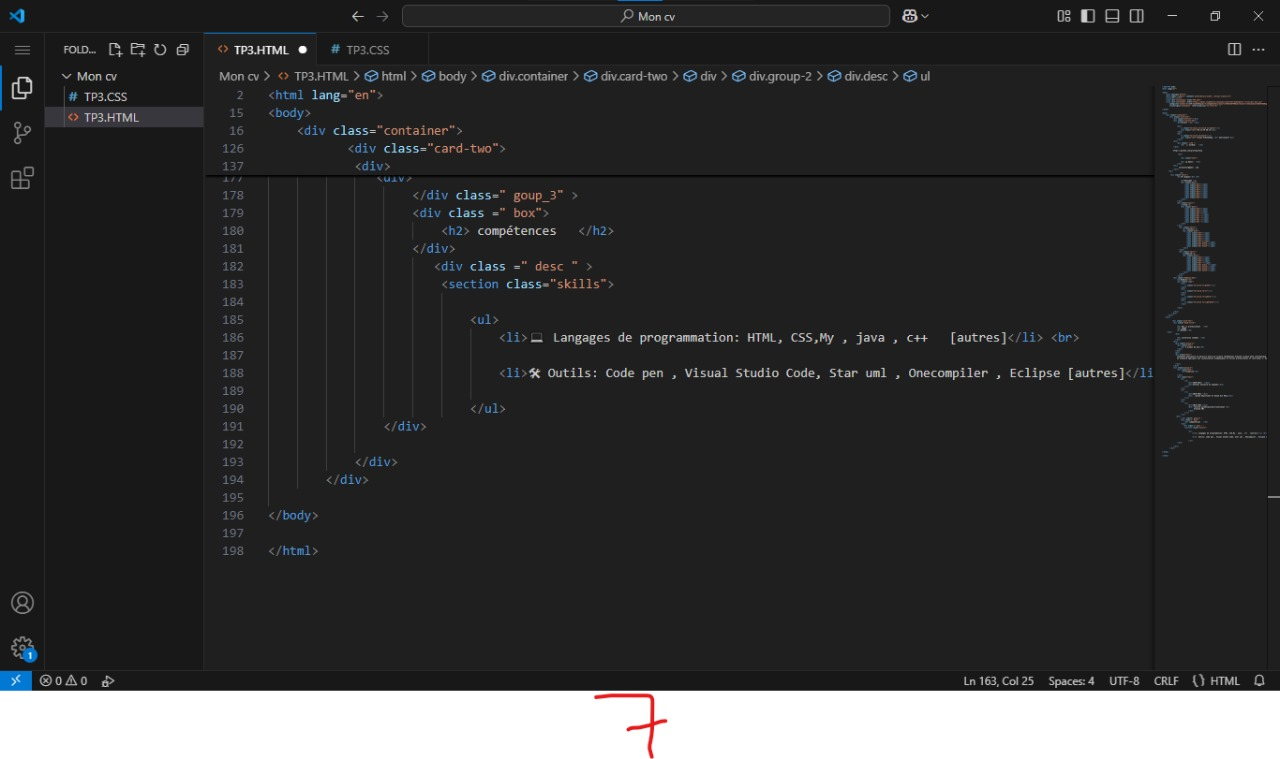 Mon cv
FOLD...
TP3.HTML
TP3.CSS
Mon cv
TP3.CSS
TP3.HTML
Mon cv > TP3.HTML > html > body > div.container > div.card-two > div > div.group-2 > div.desc > ul
2 <html lang="en">
15 <body>
16 <div class="container">
126 <div class="card-two">
137 <div>
177 <div>
178 </div class=" goup_3" >
179 <div class =" box">
180 <h2> compétences   </h2>
181 </div>
182 <div class =" desc " >
183 <section class="skills">
184
185 <ul>
186 <li>💻 Langages de programmation: HTML, CSS,My , java , c++   [autres]</li> <br>
187
188 <li>🛠 Outils: Code pen , Visual Studio Code, Star uml , Onecompiler , Eclipse [autres]</li
189
190 </ul>
191 </div>
192
193 </div>
194 </div>
195
196 </body>
197
198 </html>
1
0 0
Ln 163, Col 25
Spaces: 4
UTF-8
CRLF
{} HTML
7